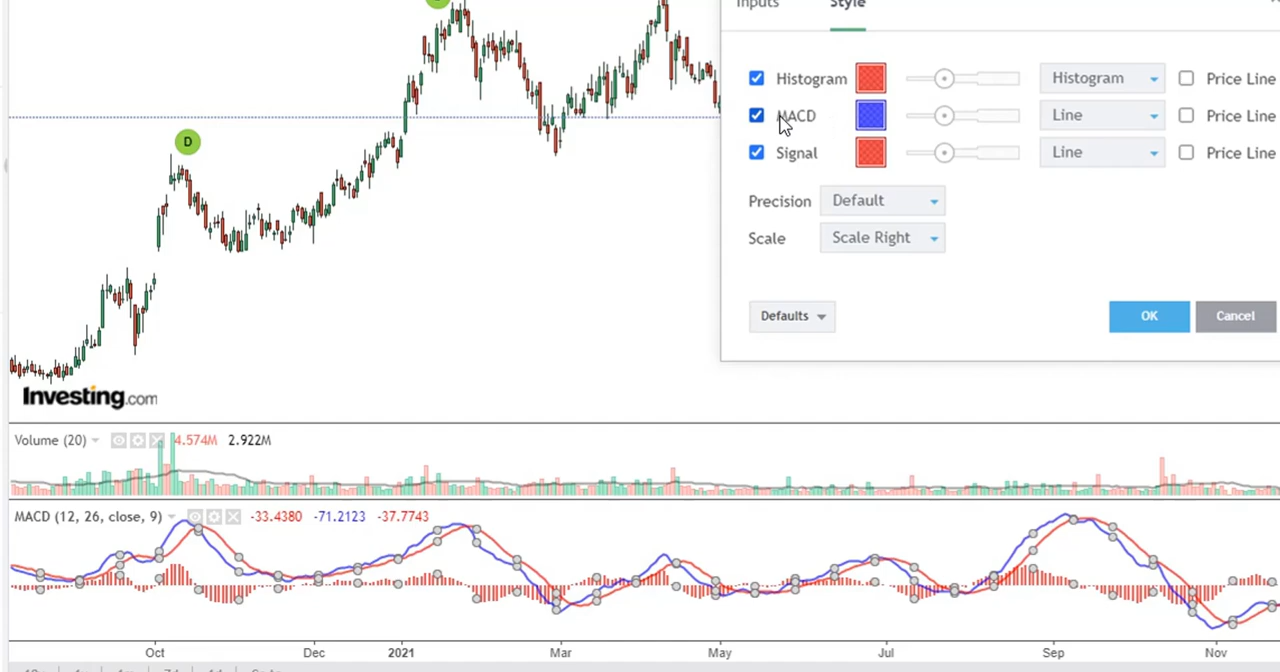 Inputs Style
Histogram Histogram Price Line
MACD Line Price Line
Signal Line Price Line
Precision Default
Scale Scale Right
Defaults OK Cancel
D
Investing.com
Volume (20) 4.574M 2.922M
MACD (12, 26, close, 9) -33.4380 -71.2123 -37.7743
Oct Dec 2021 Mar May Jul Sep Nov